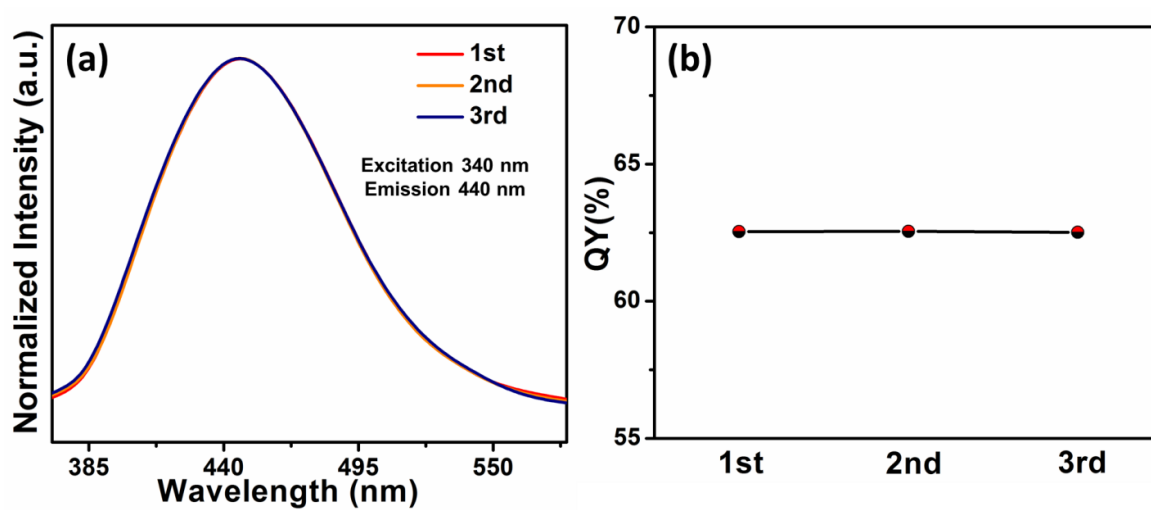 (a)
1st
2nd
3rd
Excitation 340 nm
Emission 440 nm
Normalized Intensity (a.u.)
385
440
495
550
Wavelength (nm)
(b)
70
65
60
55
QY(%)
1st
2nd
3rd